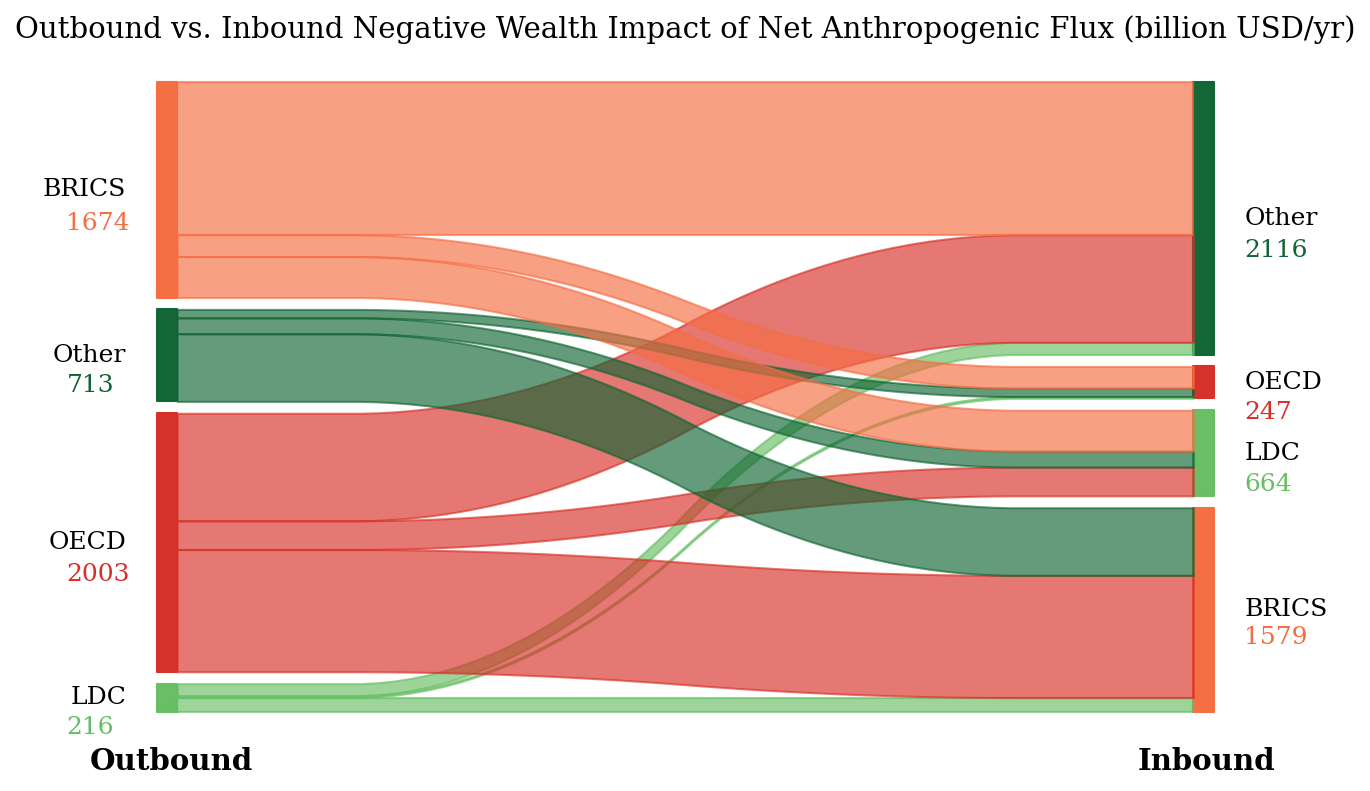 Outbound vs. Inbound Negative Wealth Impact of Net Anthropogenic Flux (billion USD/yr)
BRICS
1674
Other
713
OECD
2003
LDC
216
Outbound
Other
2116
OECD
247
LDC
664
BRICS
1579
Inbound